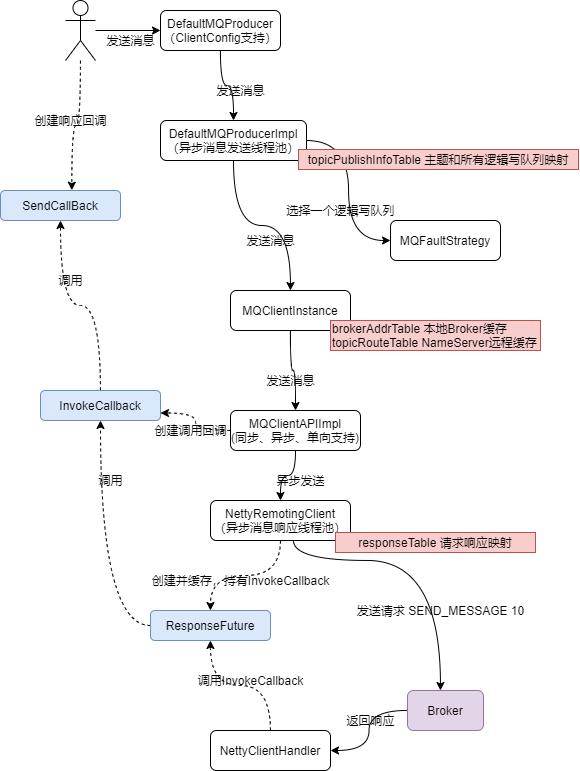 DefaultMQProducer
（ClientConfig支持）
发送消息
发送消息
创建响应回调
DefaultMQProducerImpl
（异步消息发送线程池）
topicPublishInfoTable 主题和所有逻辑写队列映射
SendCallBack
选择一个逻辑写队列
MQFaultStrategy
发送消息
调用
MQClientInstance
brokerAddrTable 本地Broker缓存
topicRouteTable NameServer远程缓存
发送消息
InvokeCallback
创建调用回调
MQClientAPIImpl
(同步、异步、单向支持)
调用
异步发送
NettyRemotingClient
（异步消息响应线程池）
responseTable 请求响应映射
创建并缓存，持有InvokeCallback
发送请求 SEND_MESSAGE 10
ResponseFuture
调用InvokeCallback
Broker
返回响应
NettyClientHandler